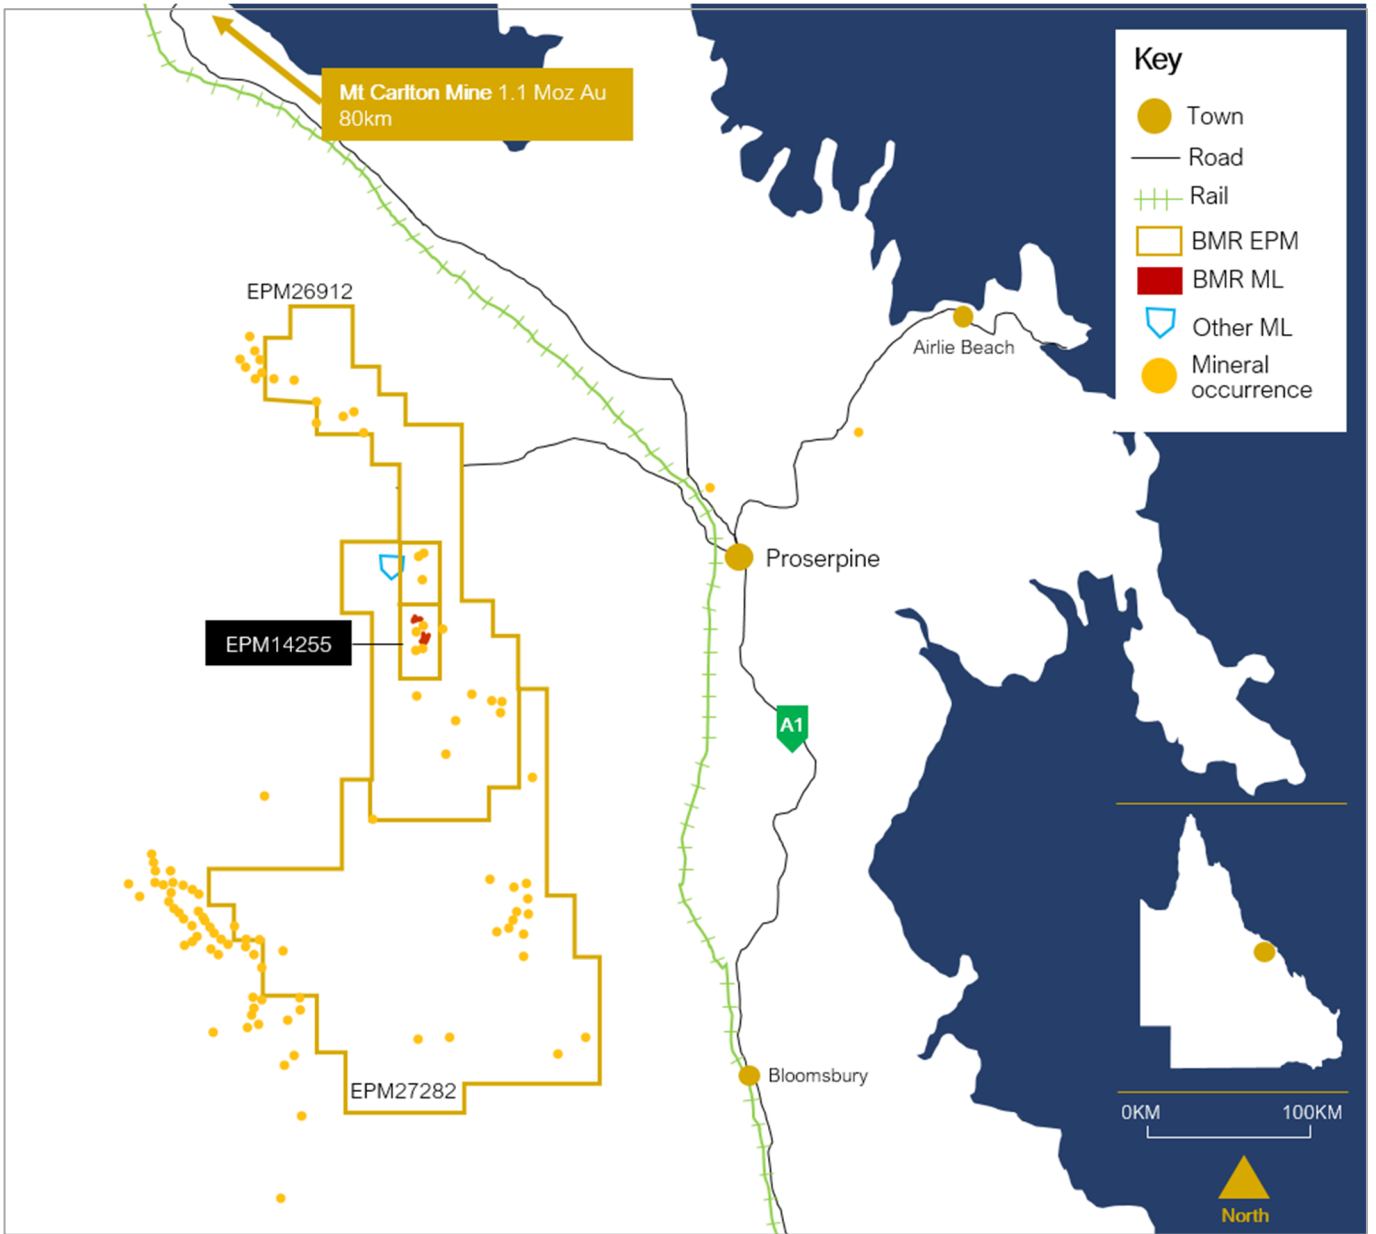 Mt Carlton Mine 1.1 Moz Au
80km
Key
Town
Road
Rail
BMR EPM
BMR ML
Other ML
Mineral
occurrence
EPM26912
Airlie Beach
Proserpine
EPM14255
A1
Bloomsbury
EPM27282
0KM 100KM
North